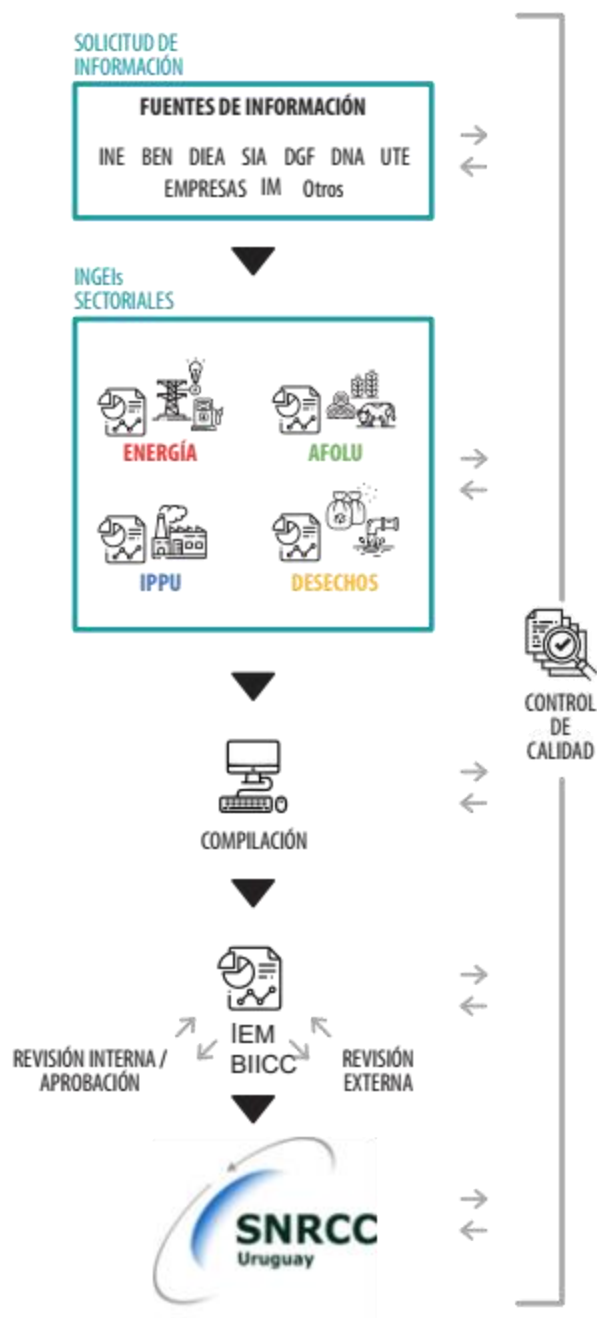 SOLICITUD DE
INFORMACIÓN
FUENTES DE INFORMACIÓN
INE BEN DIEA SIA DGF DNA UTE
EMPRESAS IM Otros
INGEIs
SECTORIALES
ENERGÍA
AFOLU
IPPU
DESECHOS
CONTROL
DE
CALIDAD
COMPILACIÓN
IEM
BIICC
REVISIÓN INTERNA /
APROBACIÓN
REVISIÓN
EXTERNA
SNRCC
Uruguay